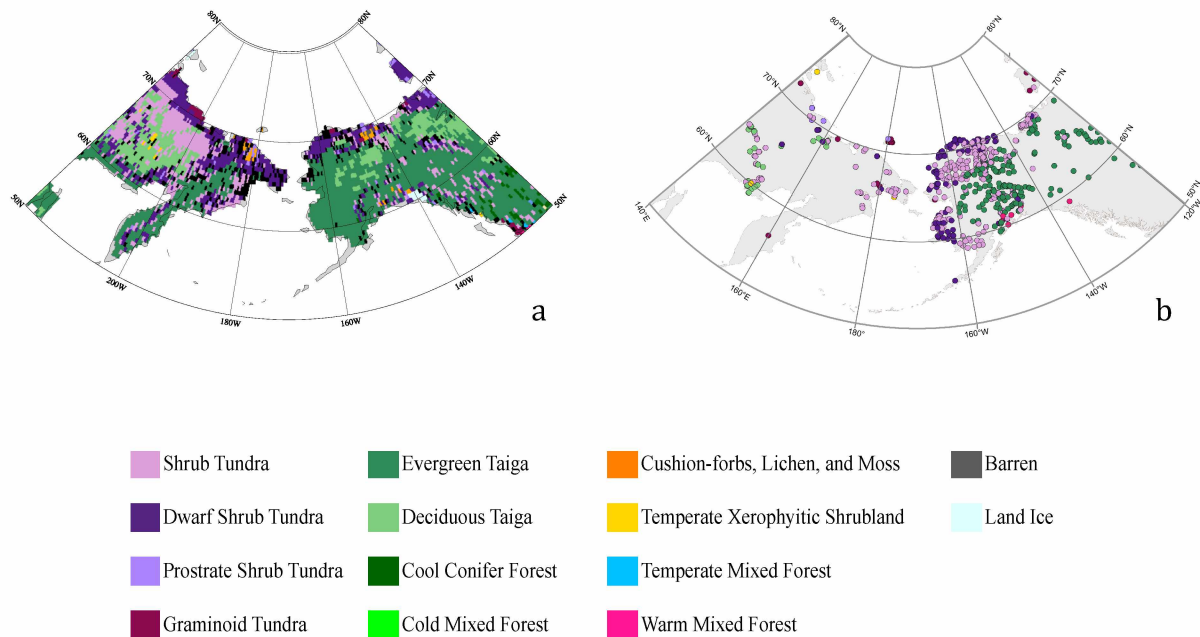 80N 80N
70N 70N
60N 60N
50N 50N
200W 180W 160W 140W
a
80°N 80°N
70°N 70°N
60°N 60°N
50°N
140°E 120°W
160°E 140°W
180° 160°W
b
Shrub Tundra Evergreen Taiga Cushion-forbs, Lichen, and Moss Barren
Dwarf Shrub Tundra Deciduous Taiga Temperate Xerophyitic Shrubland Land Ice
Prostrate Shrub Tundra Cool Conifer Forest Temperate Mixed Forest
Graminoid Tundra Cold Mixed Forest Warm Mixed Forest